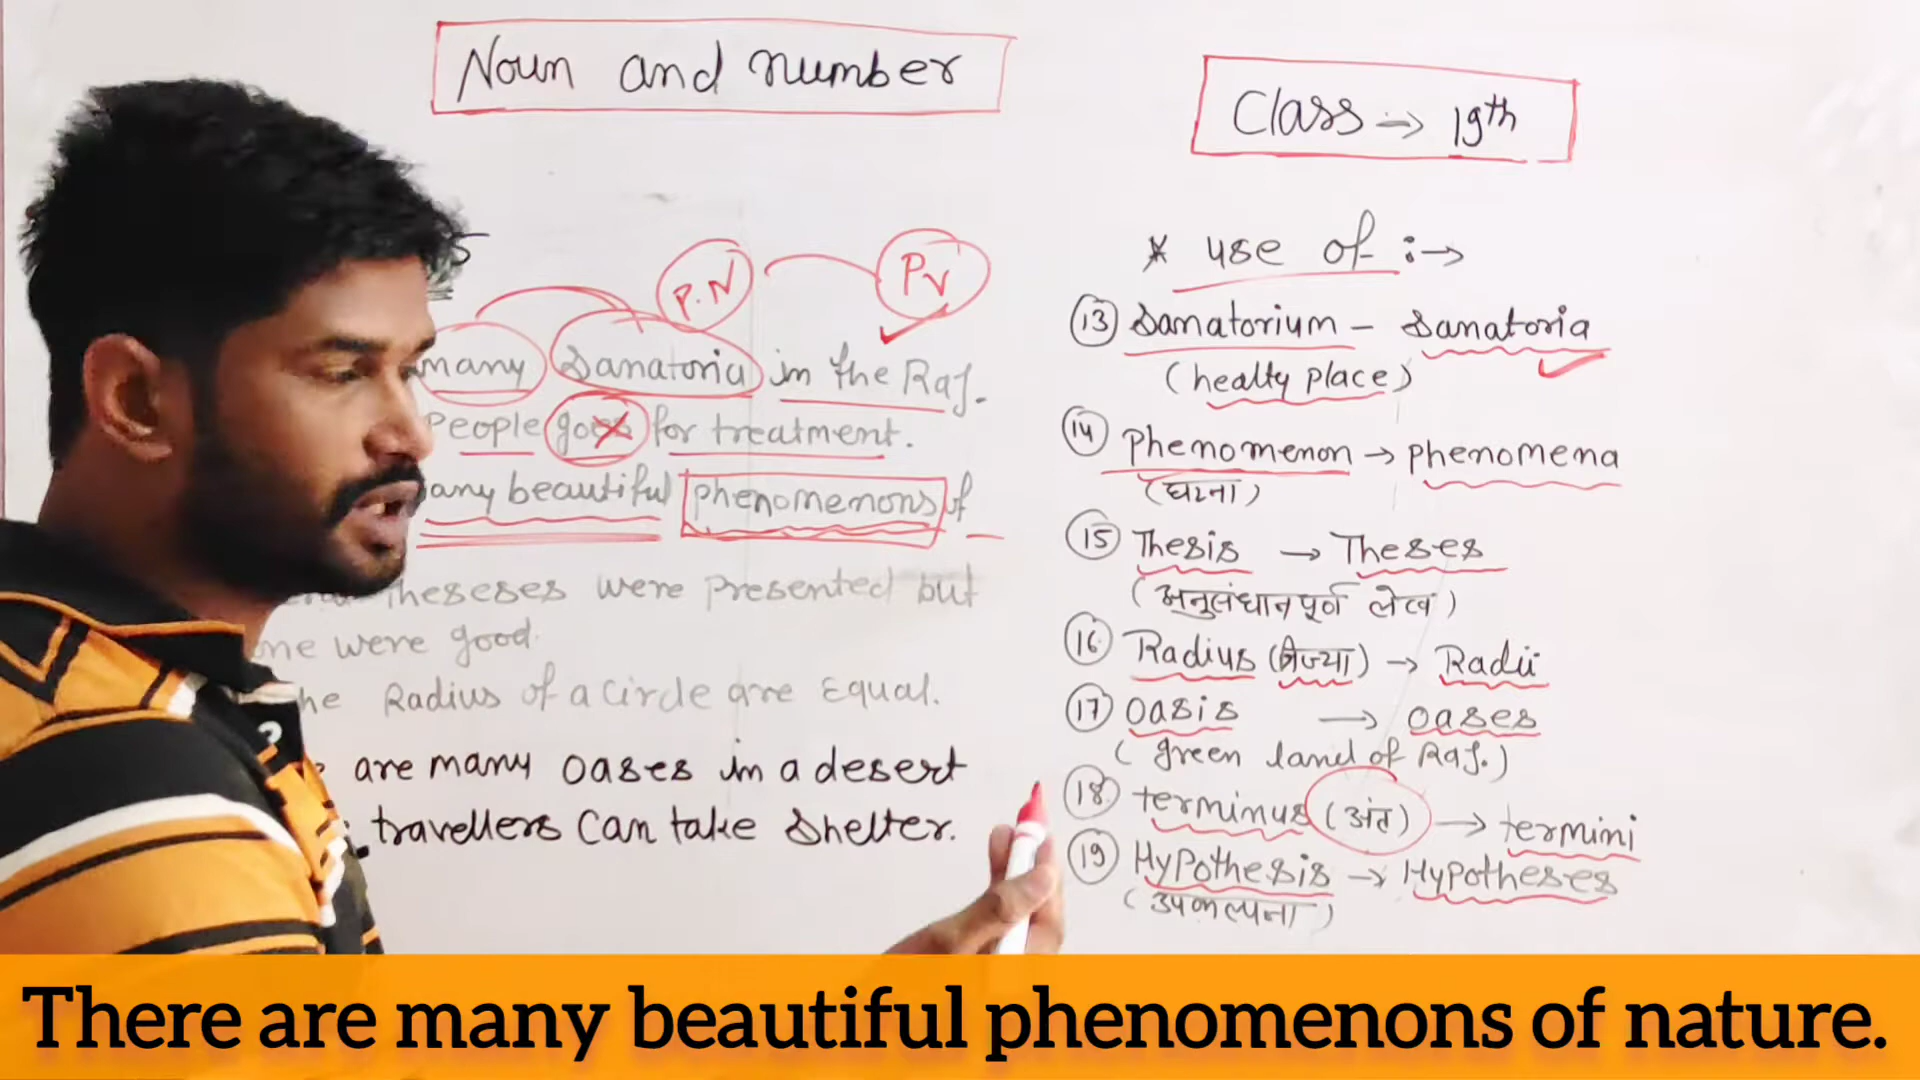 Noun and number
Class → 19th
* use of :→
many Sanatoria in the Raj.
P.N
PV
People goes for treatment.
any beautiful phenomenons of
Theseses were presented but
were good.
he Radius of a circle are Equal.
are many oases in a desert
travellers can take shelter.
(13) Sanatorium - Sanatoria
(healty place)
(14) Phenomenon → phenomena
(घटना)
(15) Thesis → Theses
(अनुसंधानपूर्ण लेख)
(16) Radius (त्रिज्या) → Radii
(17) oasis → oases
(green land of Raj.)
(18) terminus (अंत) → termini
(19) Hypothesis → Hypotheses
(उपकल्पना)
There are many beautiful phenomenons of nature.